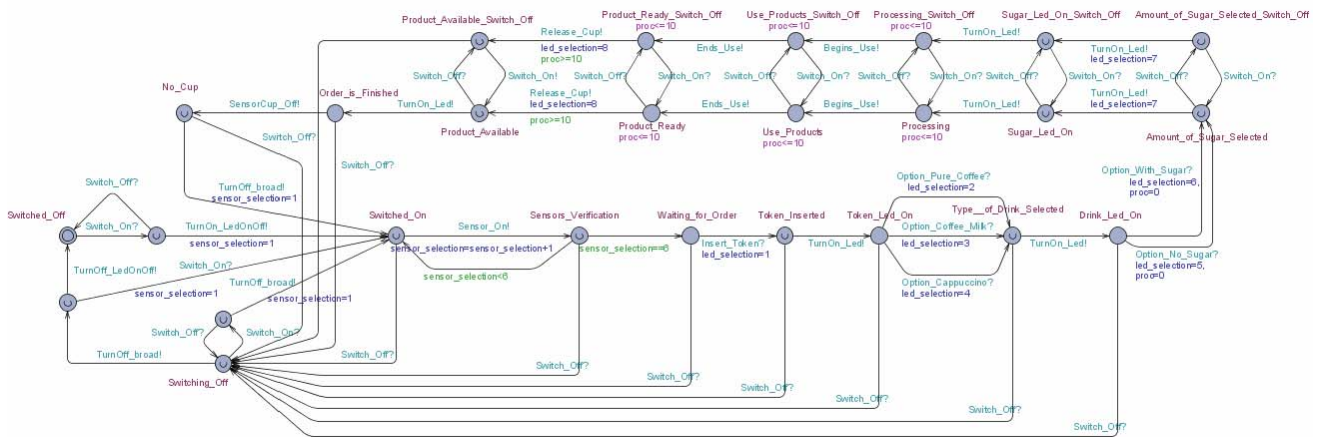 Product_Available_Switch_Off
Product_Ready_Switch_Off
proc<=10
Use_Products_Switch_Off
proc<=10
Processing_Switch_Off
proc<=10
Sugar_Led_On_Switch_Off
Amount_of_Sugar_Selected_Switch_Off
Release_Cup!
led_selection=8
proc>=10
Ends_Use!
Begins_Use!
TurnOn_Led!
TurnOn_Led!
led_selection=7
Switch_Off?
Switch_On!
Switch_Off?
Switch_On?
Switch_Off?
Switch_On?
Switch_Off?
Switch_On?
Switch_Off?
Switch_On?
Switch_Off?
Switch_On?
No_Cup
SensorCup_Off!
Order_is_Finished
TurnOn_Led!
Release_Cup!
led_selection=8
proc>=10
Ends_Use!
Begins_Use!
TurnOn_Led!
TurnOn_Led!
led_selection=7
Product_Available
Product_Ready
proc<=10
Use_Products
proc<=10
Processing
proc<=10
Sugar_Led_On
Amount_of_Sugar_Selected
Switch_Off?
Switch_Off?
Switch_Off?
Switch_On?
TurnOff_broad!
sensor_selection=1
Option_Pure_Coffee?
led_selection=2
Option_With_Sugar?
led_selection=6,
proc=0
Switched_Off
TurnOn_LedOnOff!
sensor_selection=1
Switched_On
Sensor_On!
sensor_selection=sensor_selection+1
sensor_selection<6
Sensors_Verification
sensor_selection==6
Waiting_for_Order
Insert_Token?
led_selection=1
Token_Inserted
TurnOn_Led!
Token_Led_On
Option_Coffee_Milk?
led_selection=3
Type__of_Drink_Selected
TurnOn_Led!
Drink_Led_On
Option_No_Sugar?
led_selection=5,
proc=0
TurnOff_LedOnOff!
Switch_On?
sensor_selection=1
TurnOff_broad!
sensor_selection=1
Option_Cappuccino?
led_selection=4
Switch_Off?
Switch_On?
TurnOff_broad!
Switching_Off
Switch_Off?
Switch_Off?
Switch_Off?
Switch_Off?
Switch_Off?
Switch_Off?
Switch_Off?